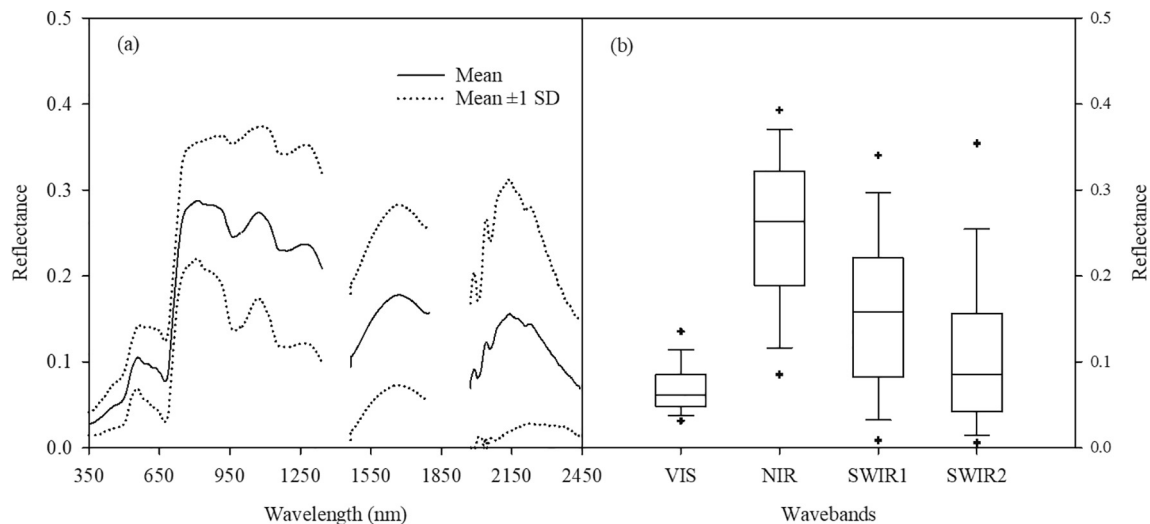 (a)
Mean
Mean ±1 SD
Reflectance
0.5
0.4
0.3
0.2
0.1
0.0
350 650 950 1250 1550 1850 2150 2450
Wavelength (nm)
(b)
VIS NIR SWIR1 SWIR2
Wavebands
0.5
0.4
0.3
0.2
0.1
0.0
Reflectance